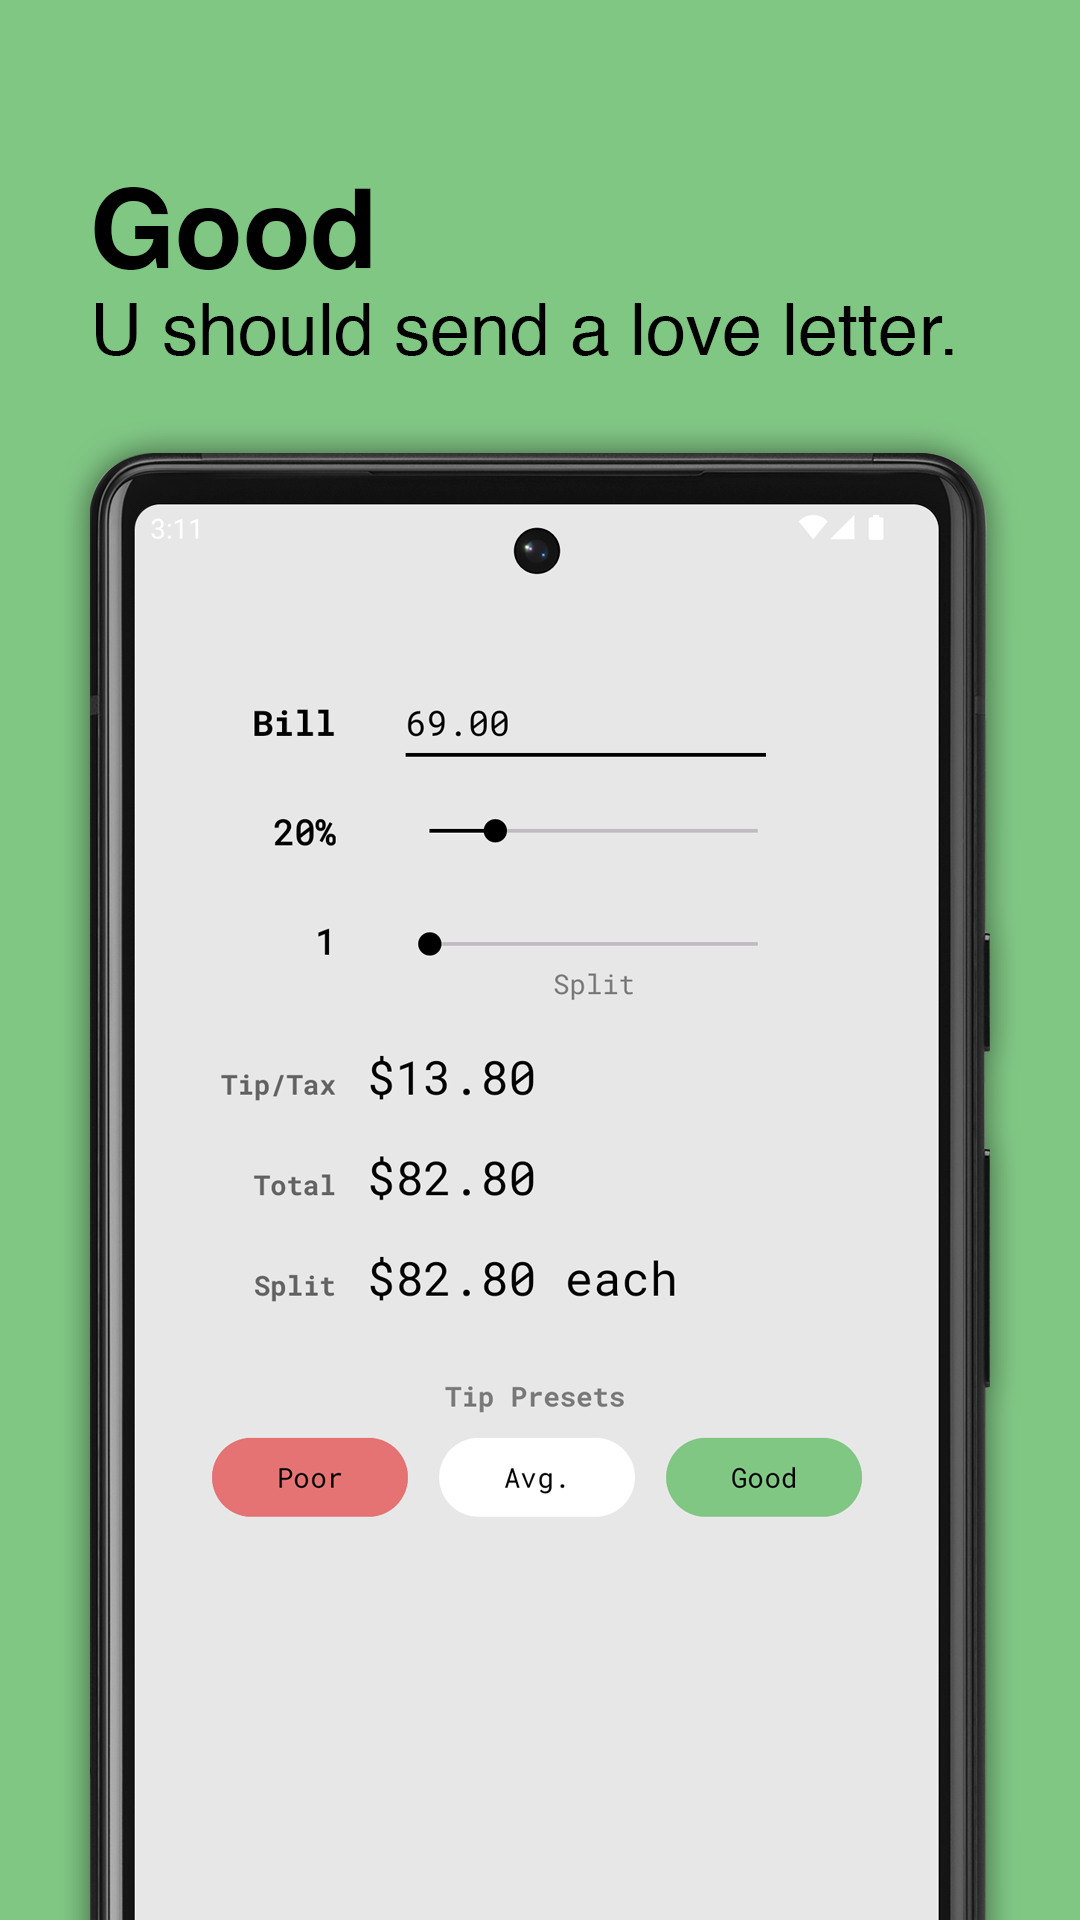 Good
U should send a love letter.
3:11
Bill 69.00
20%
1
Split
Tip/Tax $13.80
Total $82.80
Split $82.80 each
Tip Presets
Poor Avg. Good